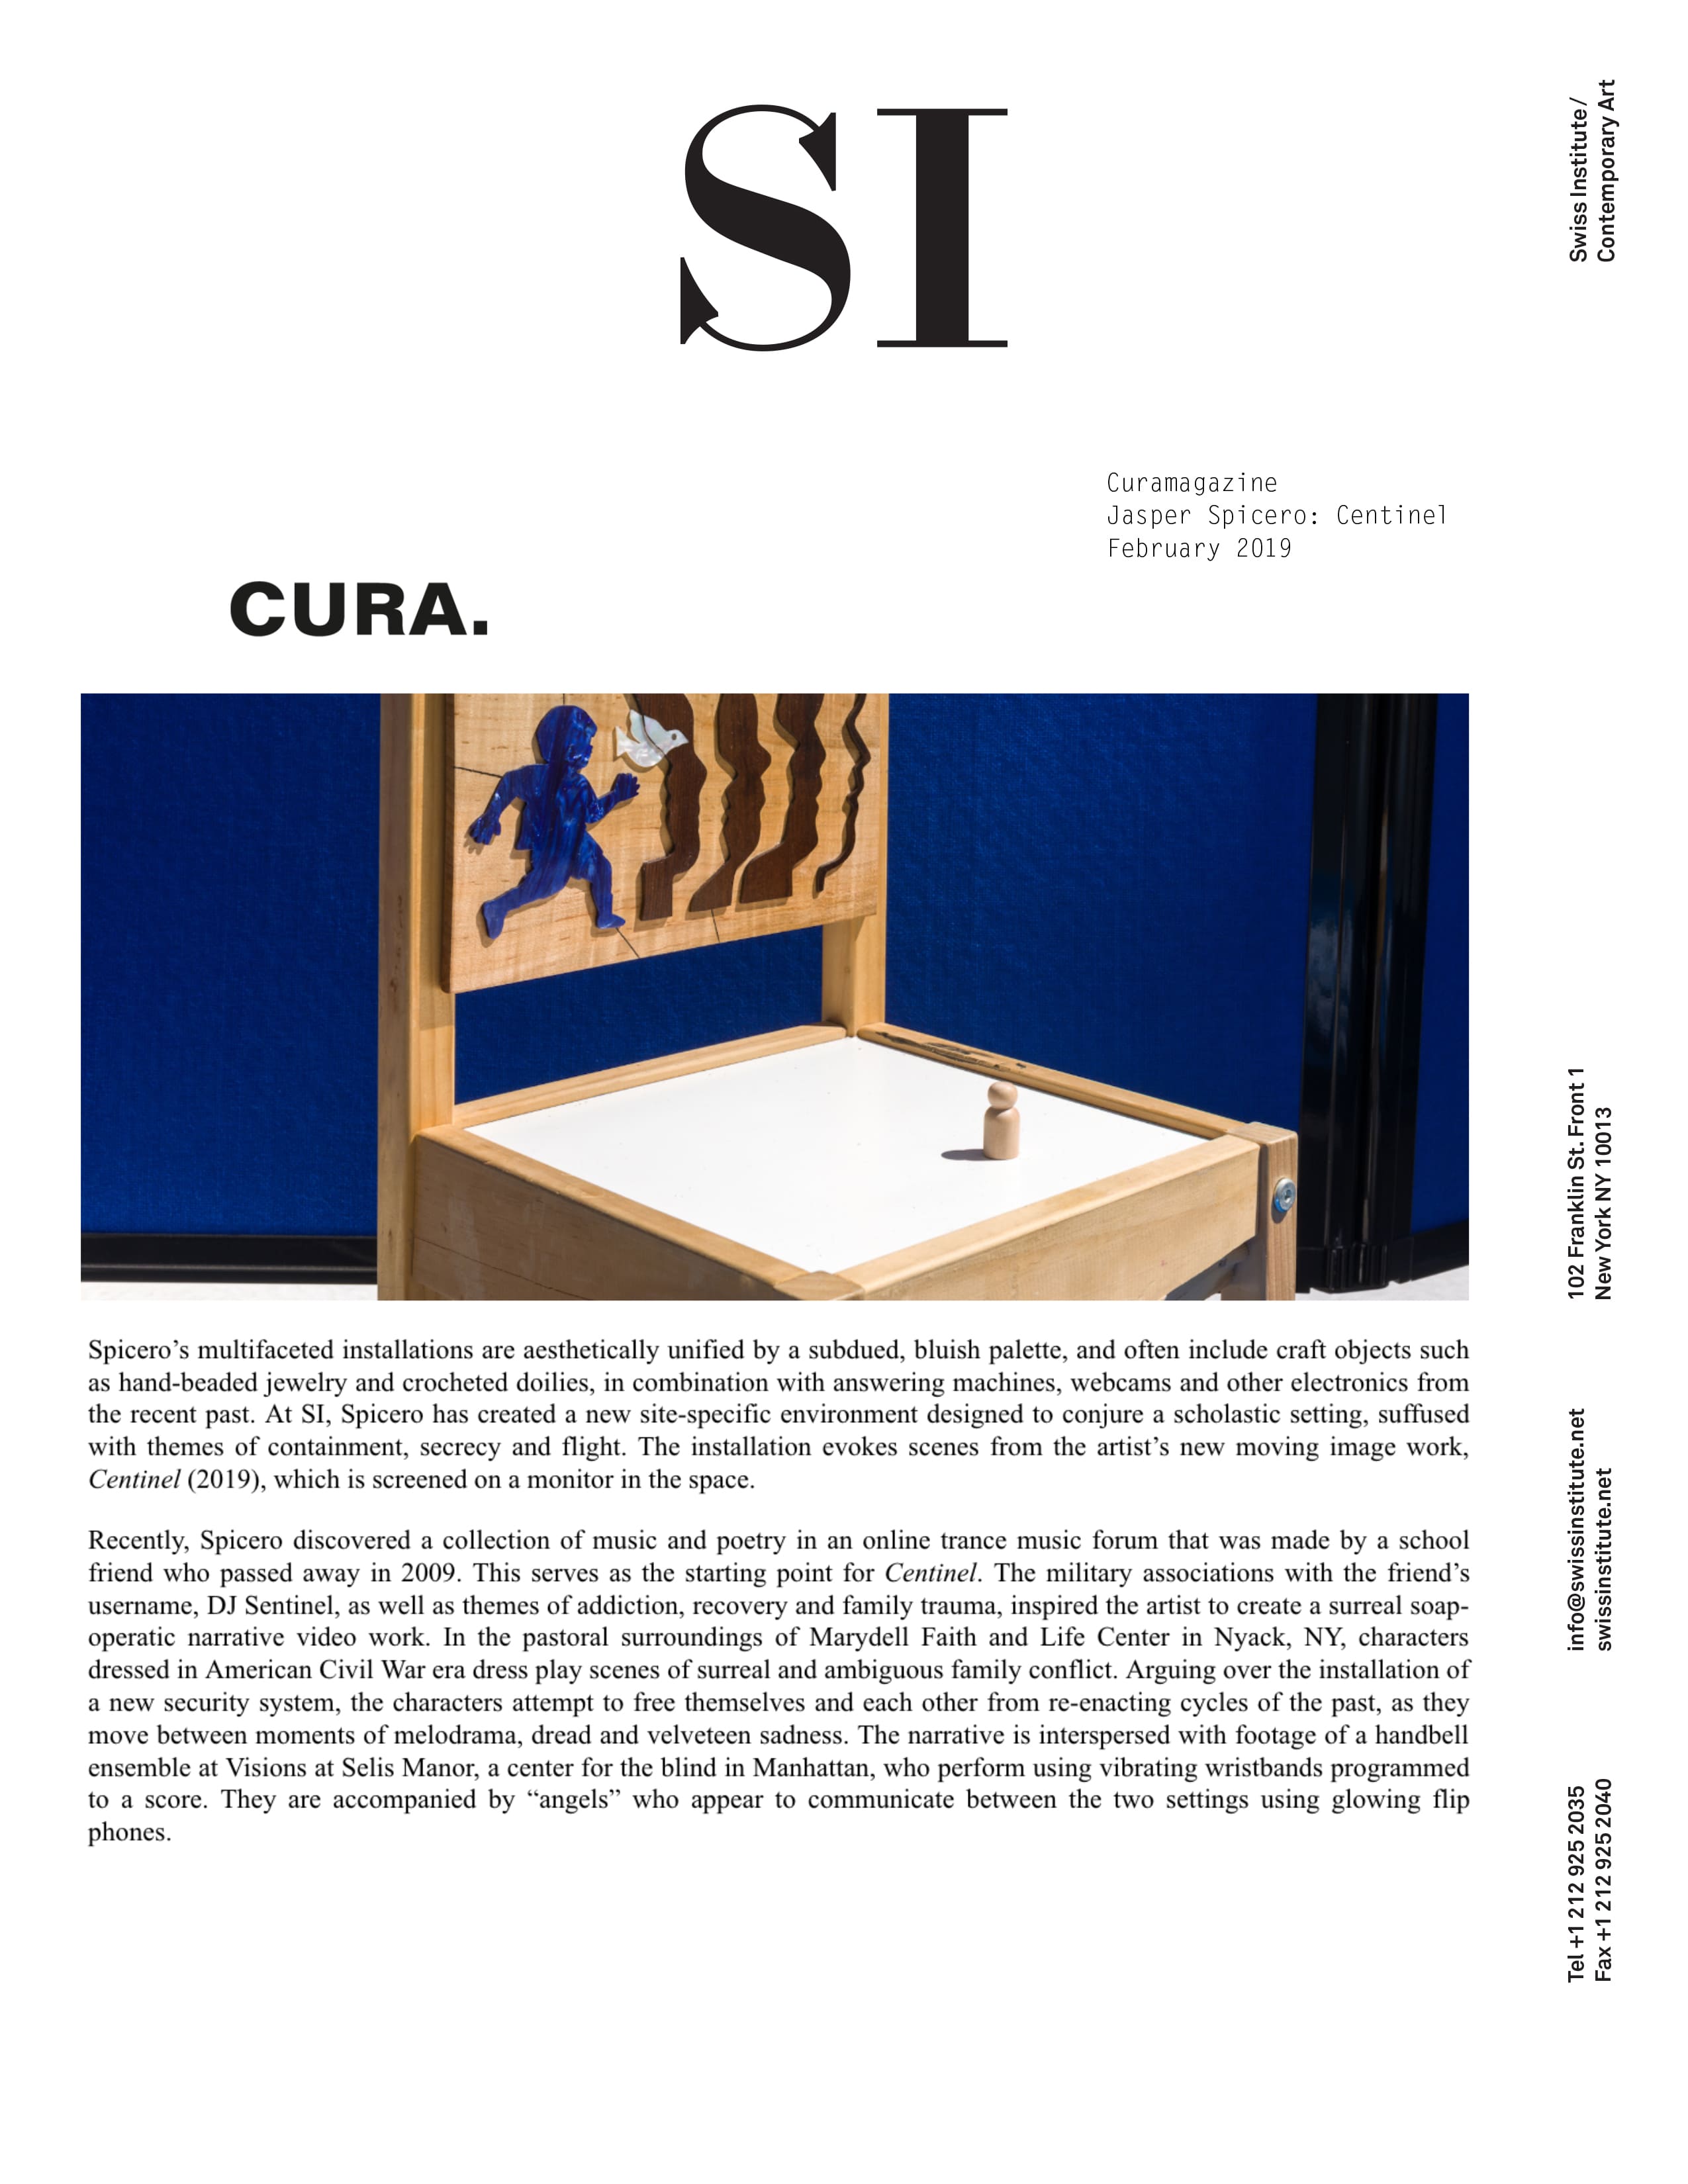 SI
Swiss Institute/
Contemporary Art
Curamagazine
Jasper Spicero: Centinel
February 2019
CURA.
Spicero’s multifaceted installations are aesthetically unified by a subdued, bluish palette, and often include craft objects such
as hand-beaded jewelry and crocheted doilies, in combination with answering machines, webcams and other electronics from
the recent past. At SI, Spicero has created a new site-specific environment designed to conjure a scholastic setting, suffused
with themes of containment, secrecy and flight. The installation evokes scenes from the artist’s new moving image work,
Centinel (2019), which is screened on a monitor in the space.
Recently, Spicero discovered a collection of music and poetry in an online trance music forum that was made by a school
friend who passed away in 2009. This serves as the starting point for Centinel. The military associations with the friend’s
username, DJ Sentinel, as well as themes of addiction, recovery and family trauma, inspired the artist to create a surreal soap-
operatic narrative video work. In the pastoral surroundings of Marydell Faith and Life Center in Nyack, NY, characters
dressed in American Civil War era dress play scenes of surreal and ambiguous family conflict. Arguing over the installation of
a new security system, the characters attempt to free themselves and each other from re-enacting cycles of the past, as they
move between moments of melodrama, dread and velveteen sadness. The narrative is interspersed with footage of a handbell
ensemble at Visions at Selis Manor, a center for the blind in Manhattan, who perform using vibrating wristbands programmed
to a score. They are accompanied by “angels” who appear to communicate between the two settings using glowing flip
phones.
102 Franklin St. Front 1
New York NY 10013
info@swissinstitute.net
swissinstitute.net
Tel +1 212 925 2035
Fax +1 212 925 2040